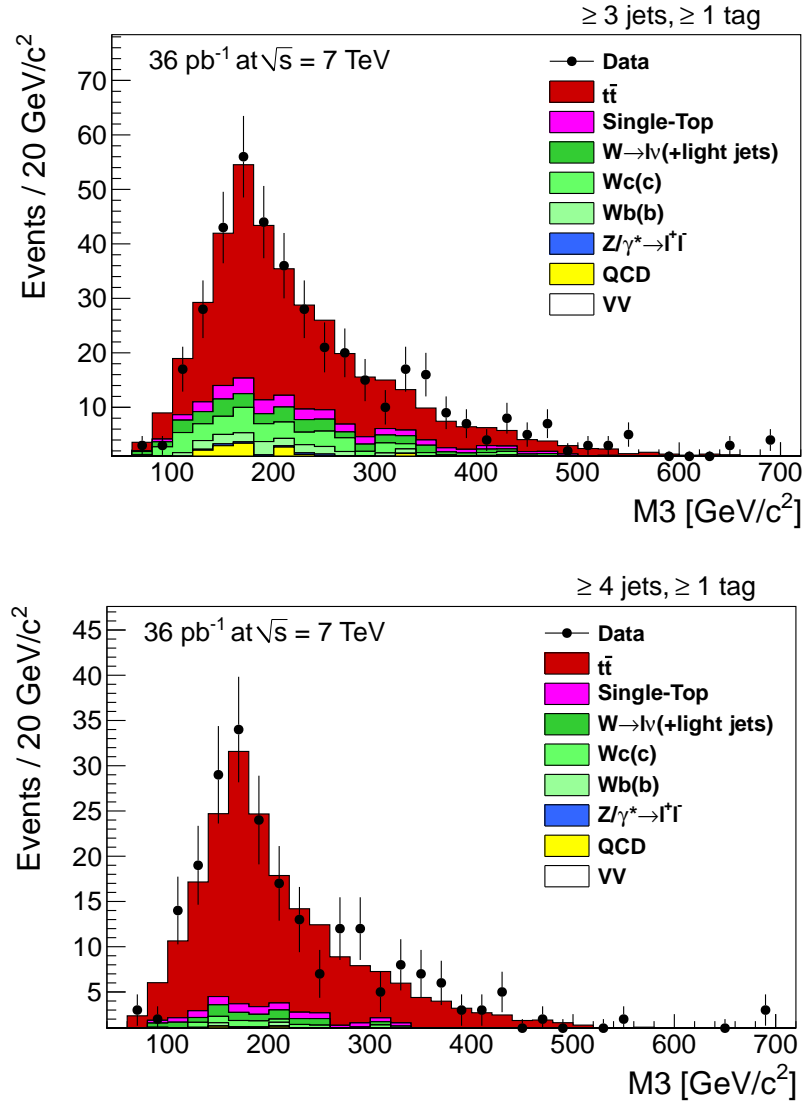 ≥ 3 jets, ≥ 1 tag
36 pb⁻¹ at √s = 7 TeV
Data
tt̄
Single-Top
W→lν(+light jets)
Wc(c)
Wb(b)
Z/γ*→l⁺l⁻
QCD
VV
Events / 20 GeV/c²
70
60
50
40
30
20
10
100 200 300 400 500 600 700
M3 [GeV/c²]
≥ 4 jets, ≥ 1 tag
36 pb⁻¹ at √s = 7 TeV
Data
tt̄
Single-Top
W→lν(+light jets)
Wc(c)
Wb(b)
Z/γ*→l⁺l⁻
QCD
VV
Events / 20 GeV/c²
45
40
35
30
25
20
15
10
5
100 200 300 400 500 600 700
M3 [GeV/c²]